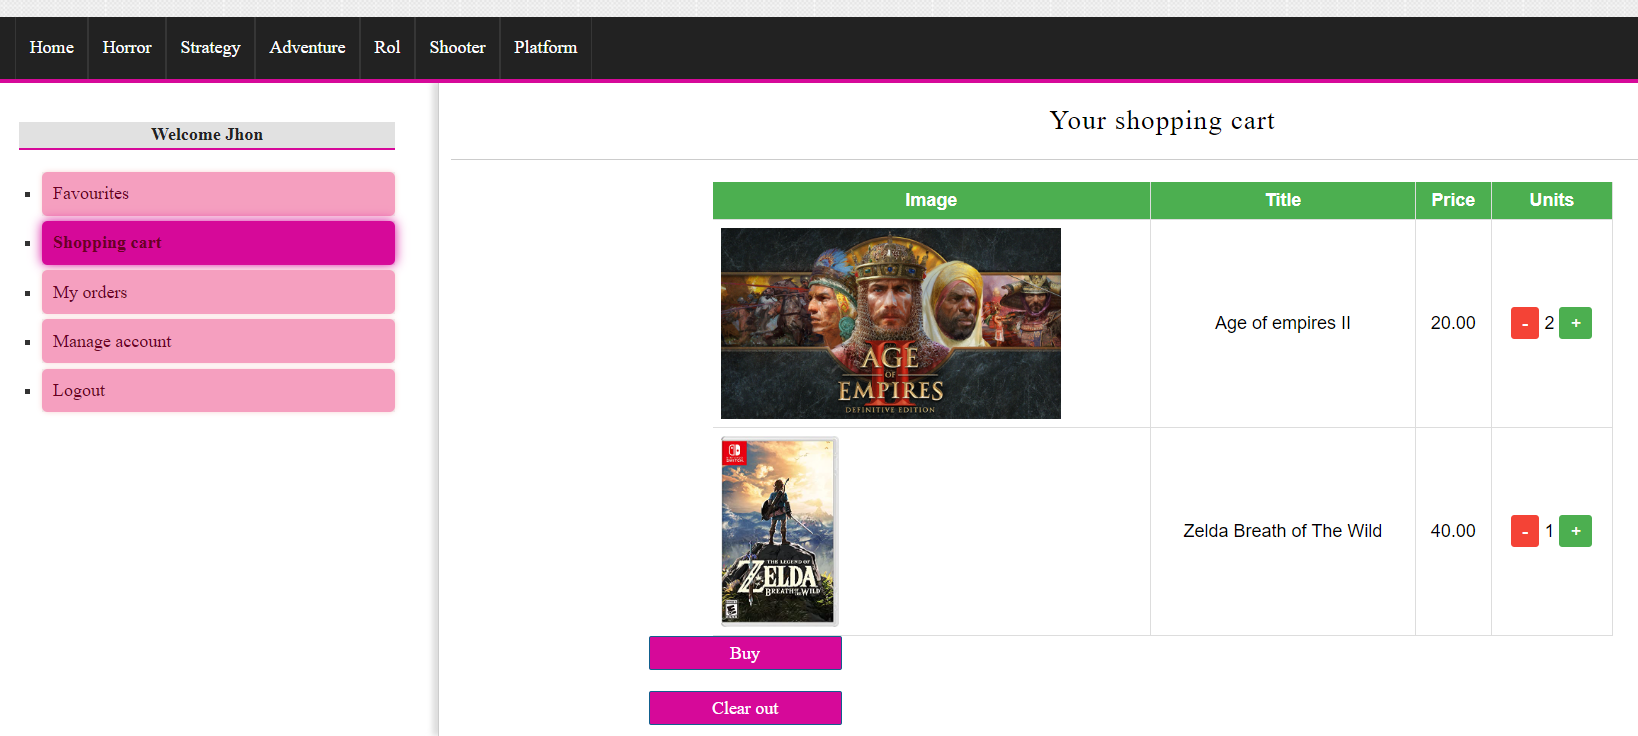 Home Horror Strategy Adventure Rol Shooter Platform
Welcome Jhon
Favourites
Shopping cart
My orders
Manage account
Logout
Your shopping cart
Image Title Price Units
AGE
OF
EMPIRES
II
DEFINITIVE EDITION
Age of empires II 20.00 - 2 +
THE LEGEND OF
ZELDA
BREATH OF THE WILD
E
Zelda Breath of The Wild 40.00 - 1 +
Buy
Clear out